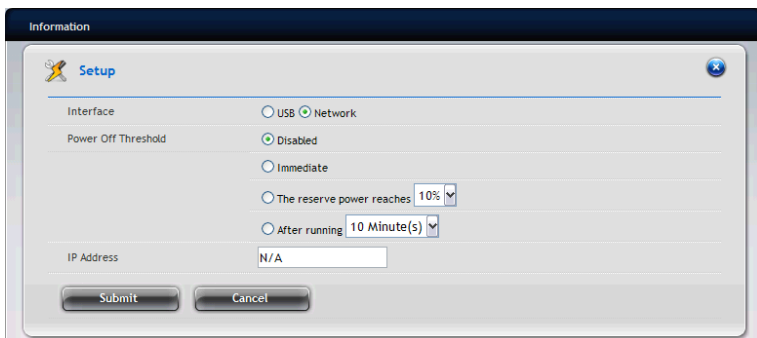 Information
Setup
Interface USB Network
Power Off Threshold Disabled
Immediate
The reserve power reaches 10%
After running 10 Minute(s)
IP Address N/A
Submit Cancel